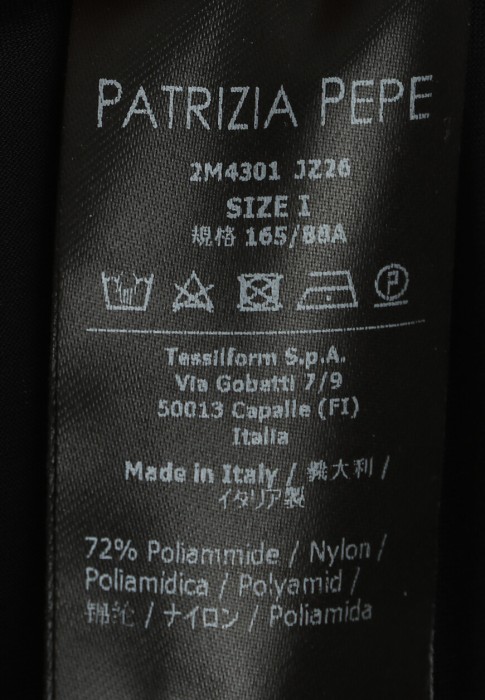 PATRIZIA PEPE
2M4301 JZ26
SIZE I
規格 165/88A
P
Tessilform S.p.A.
Via Gobatti 7/9
50013 Capalle (FI)
Italia
Made in Italy / 大利 /
イタリア製
72% Poliammide / Nylon /
Poliamidica / Polyamid /
锦纶 / ナイロン / Poliamida